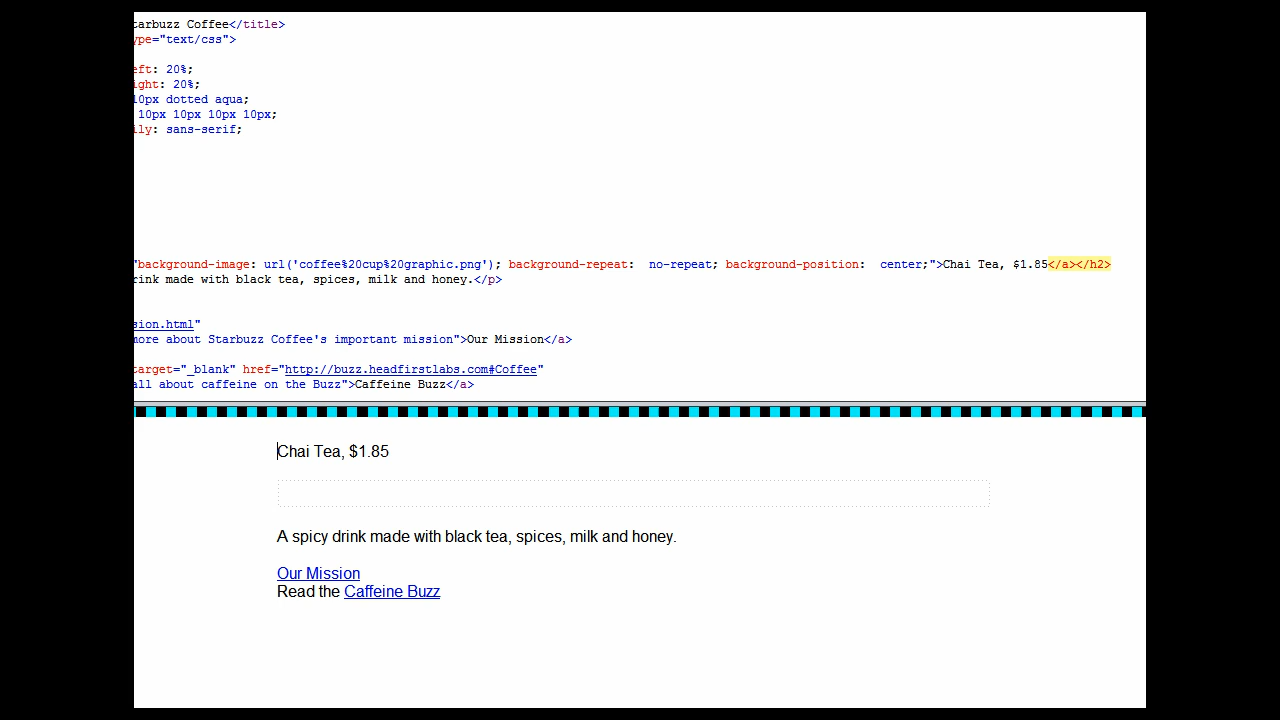 tarbuzz Coffee</title>
ype="text/css">
eft: 20%;
ight: 20%;
10px dotted aqua;
10px 10px 10px 10px;
ily: sans-serif;
"background-image: url('coffee%20cup%20graphic.png'); background-repeat:  no-repeat; background-position:  center;">Chai Tea, $1.85</a></h2>
rink made with black tea, spices, milk and honey.</p>
sion.html"
more about Starbuzz Coffee's important mission">Our Mission</a>
target="_blank" href="http://buzz.headfirstlabs.com#Coffee"
all about caffeine on the Buzz">Caffeine Buzz</a>
Chai Tea, $1.85
A spicy drink made with black tea, spices, milk and honey.
Our Mission
Read the Caffeine Buzz